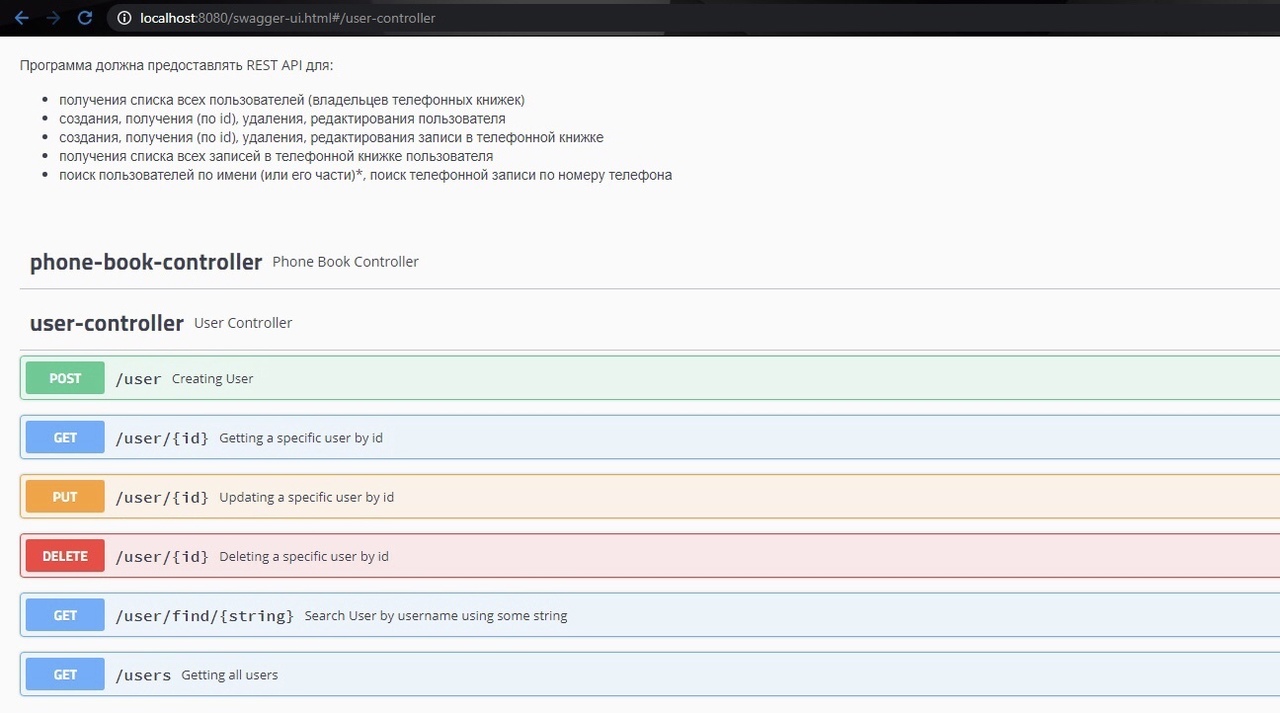 localhost:8080/swagger-ui.html#/user-controller
Программа должна предоставлять REST API для:
получения списка всех пользователей (владельцев телефонных книжек)
создания, получения (по id), удаления, редактирования пользователя
создания, получения (по id), удаления, редактирования записи в телефонной книжке
получения списка всех записей в телефонной книжке пользователя
поиск пользователей по имени (или его части)*, поиск телефонной записи по номеру телефона
phone-book-controller Phone Book Controller
user-controller User Controller
POST /user Creating User
GET /user/{id} Getting a specific user by id
PUT /user/{id} Updating a specific user by id
DELETE /user/{id} Deleting a specific user by id
GET /user/find/{string} Search User by username using some string
GET /users Getting all users